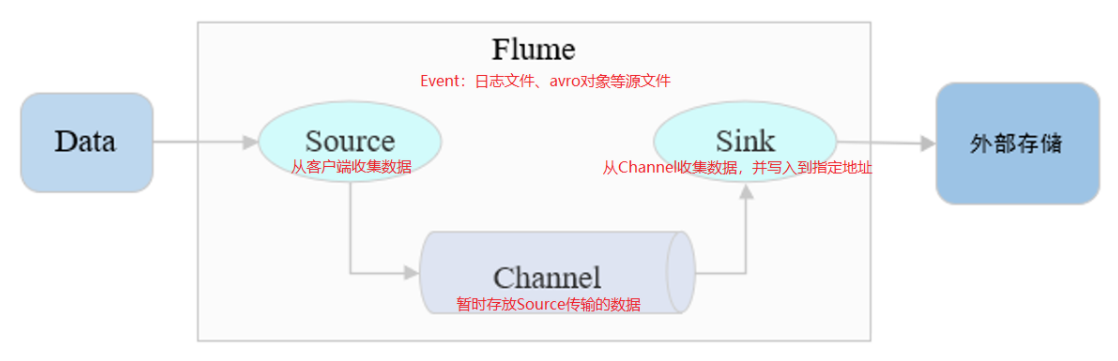 Flume
Event：日志文件、avro对象等源文件
Data
Source
从客户端收集数据
Sink
从Channel收集数据，并写入到指定地址
外部存储
Channel
暂时存放Source传输的数据